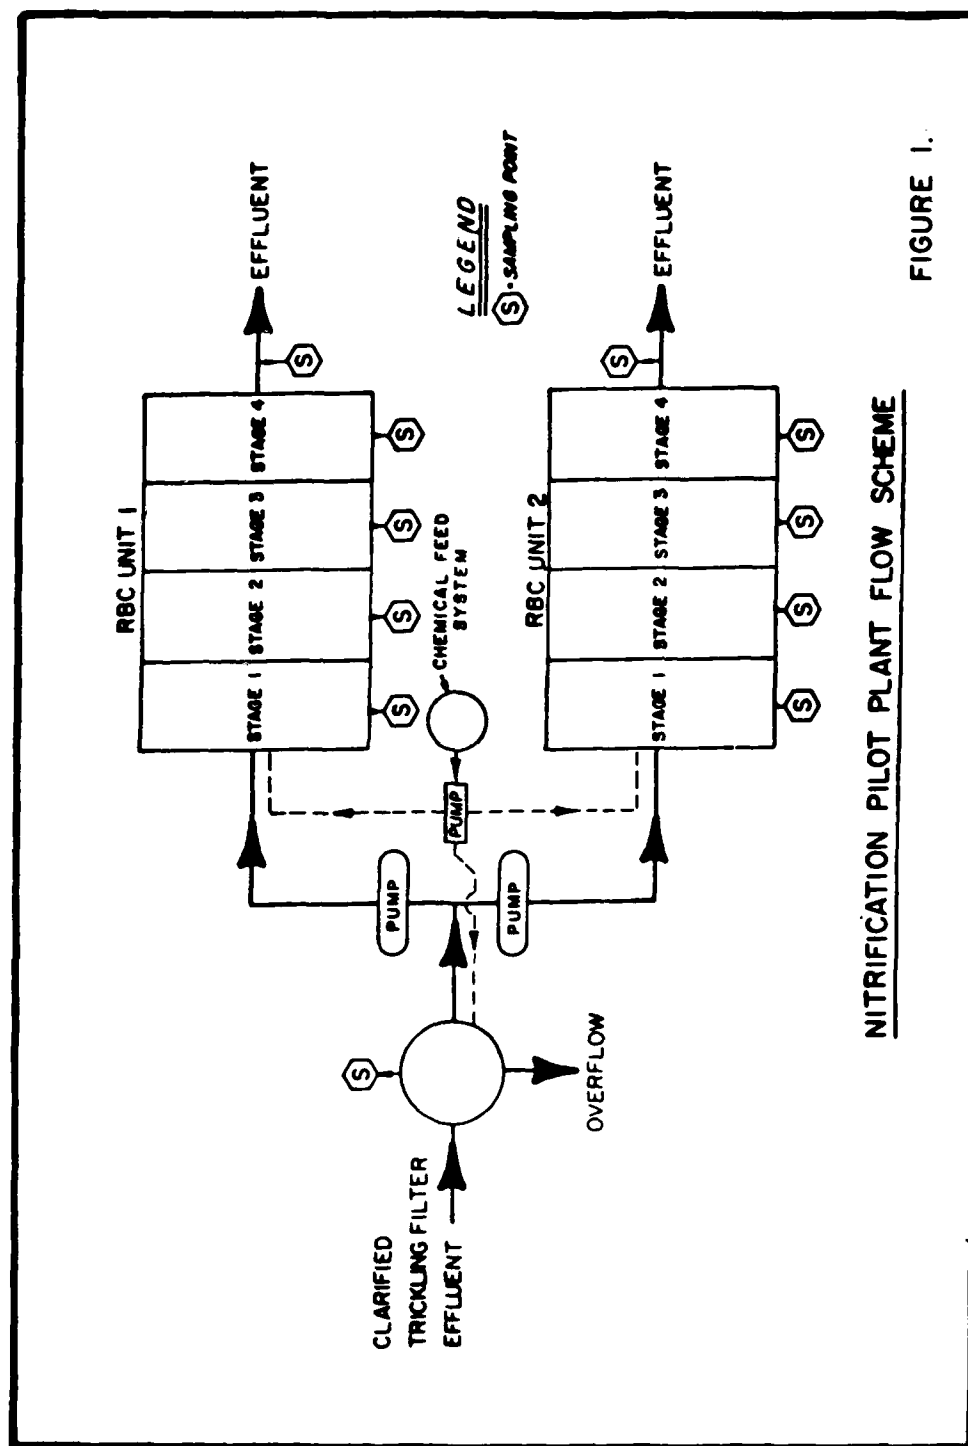 RBC UNIT 1
STAGE 1
STAGE 2
STAGE 3
STAGE 4
S
S
S
S
S
EFFLUENT
LEGEND
S - SAMPLING POINT
CHEMICAL FEED
SYSTEM
PUMP
PUMP
PUMP
S
CLARIFIED
TRICKLING FILTER
EFFLUENT
OVERFLOW
RBC UNIT 2
STAGE 1
STAGE 2
STAGE 3
STAGE 4
S
S
S
S
S
EFFLUENT
NITRIFICATION PILOT PLANT FLOW SCHEME
FIGURE 1.